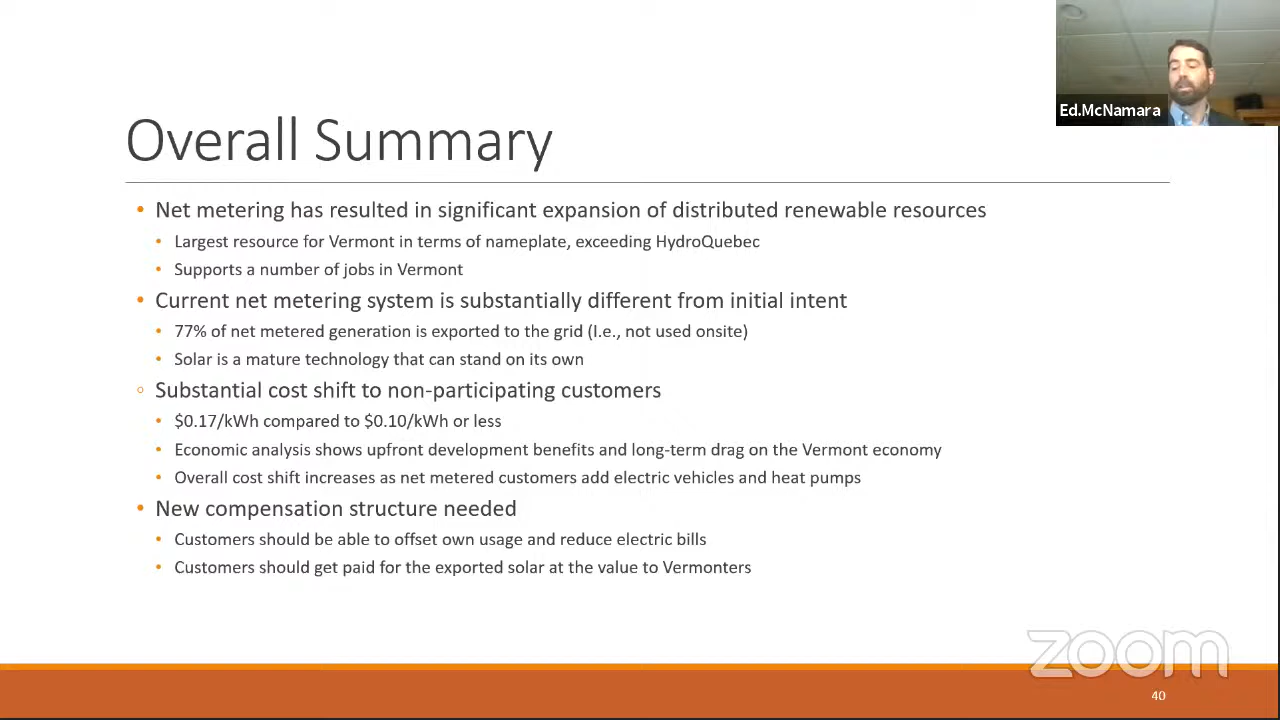 Ed.McNamara
Overall Summary
• Net metering has resulted in significant expansion of distributed renewable resources
• Largest resource for Vermont in terms of nameplate, exceeding HydroQuebec
• Supports a number of jobs in Vermont
• Current net metering system is substantially different from initial intent
• 77% of net metered generation is exported to the grid (I.e., not used onsite)
• Solar is a mature technology that can stand on its own
◦ Substantial cost shift to non-participating customers
• $0.17/kWh compared to $0.10/kWh or less
• Economic analysis shows upfront development benefits and long-term drag on the Vermont economy
• Overall cost shift increases as net metered customers add electric vehicles and heat pumps
• New compensation structure needed
• Customers should be able to offset own usage and reduce electric bills
• Customers should get paid for the exported solar at the value to Vermonters
zoom
40